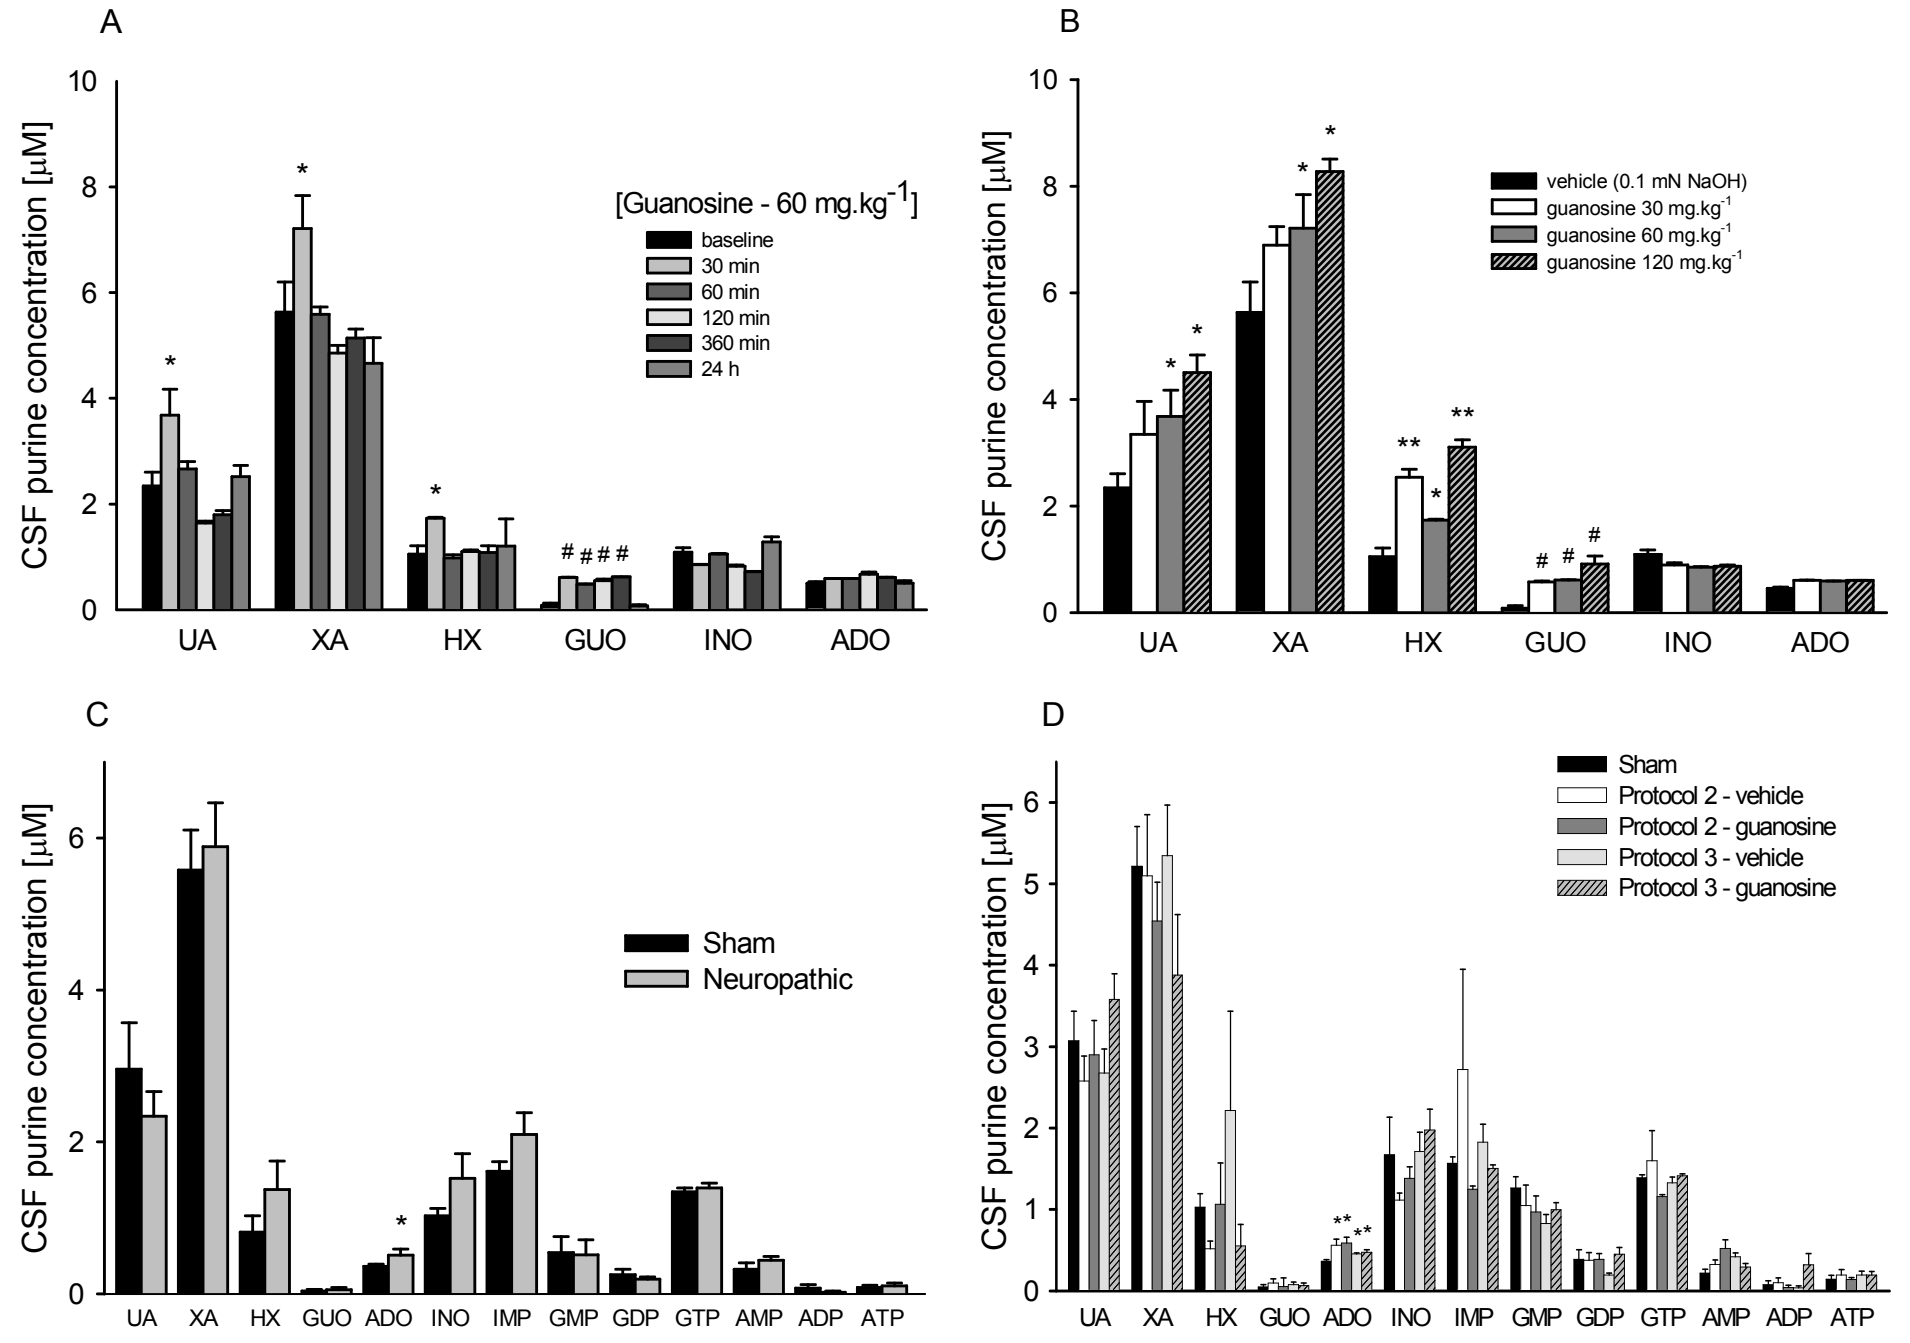 A
CSF purine concentration [µM]
10
8
6
4
2
0
* * * # # # #
[Guanosine - 60 mg.kg-1]
baseline
30 min
60 min
120 min
360 min
24 h
UA XA HX GUO INO ADO
B
CSF purine concentration [µM]
10
8
6
4
2
0
* * * * ** * ** # # #
vehicle (0.1 mN NaOH)
guanosine 30 mg.kg-1
guanosine 60 mg.kg-1
guanosine 120 mg.kg-1
UA XA HX GUO INO ADO
C
CSF purine concentration [µM]
6
4
2
0
*
Sham
Neuropathic
UA XA HX GUO ADO INO IMP GMP GDP GTP AMP ADP ATP
D
CSF purine concentration [µM]
6
5
4
3
2
1
0
* * * *
Sham
Protocol 2 - vehicle
Protocol 2 - guanosine
Protocol 3 - vehicle
Protocol 3 - guanosine
UA XA HX GUO ADO INO IMP GMP GDP GTP AMP ADP ATP